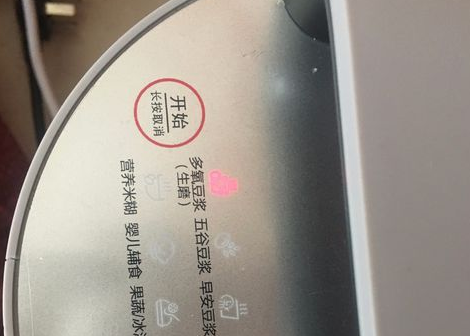 开始
长按取消
多氧豆浆 五谷豆浆 早安豆浆
(生磨)
营养米糊 婴儿辅食 果蔬/冰